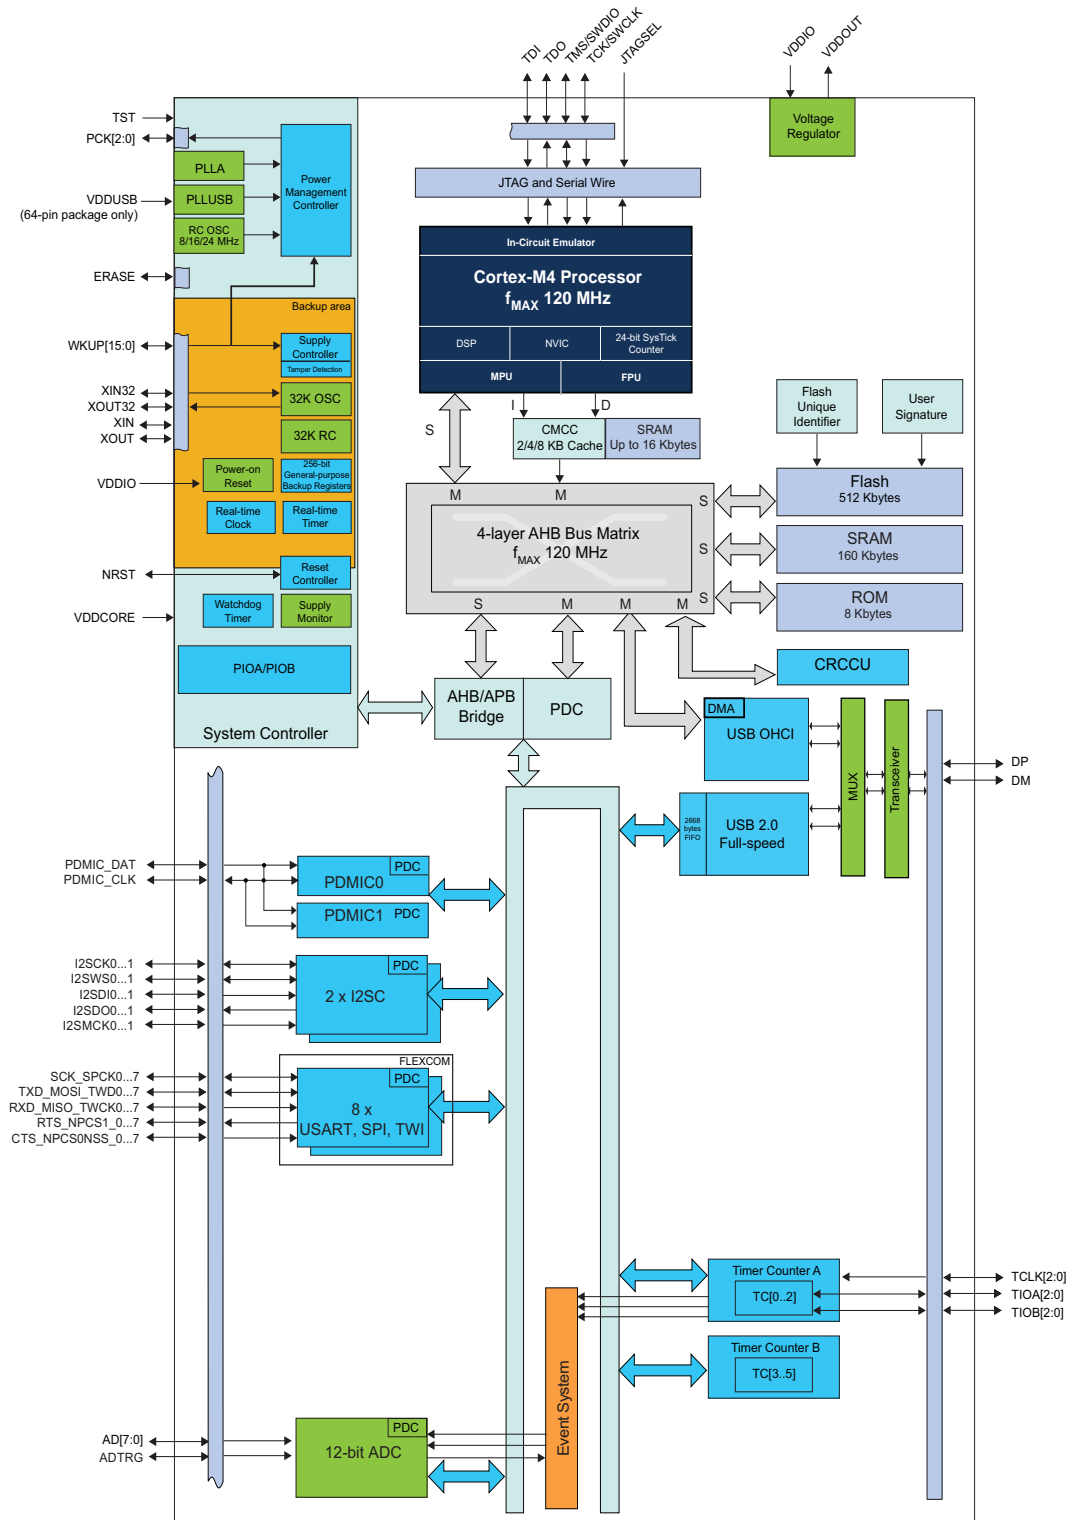 TDI
TDO
TMS/SWDIO
TCK/SWCLK
JTAGSEL
VDDIO
VDDOUT
TST
PCK[2:0]
VDDUSB
(64-pin package only)
ERASE
WKUP[15:0]
XIN32
XOUT32
XIN
XOUT
VDDIO
NRST
VDDCORE
PLLA
PLLUSB
RC OSC
8/16/24 MHz
Power
Management
Controller
Backup area
Supply
Controller
Tamper Detection
32K OSC
32K RC
Power-on
Reset
256-bit
General-purpose
Backup Registers
Real-time
Clock
Real-time
Timer
Reset
Controller
Watchdog
Timer
Supply
Monitor
PIOA/PIOB
System Controller
Voltage
Regulator
JTAG and Serial Wire
In-Circuit Emulator
Cortex-M4 Processor
fMAX 120 MHz
DSP
NVIC
24-bit SysTick
Counter
MPU
FPU
S
I
D
CMCC
2/4/8 KB Cache
SRAM
Up to 16 Kbytes
Flash
Unique
Identifier
User
Signature
M
M
S
Flash
512 Kbytes
4-layer AHB Bus Matrix
fMAX 120 MHz
S
SRAM
160 Kbytes
S
ROM
8 Kbytes
S
M
M
M
CRCCU
AHB/APB
Bridge
PDC
DMA
USB OHCI
2668
bytes
FIFO
USB 2.0
Full-speed
MUX
Transceiver
DP
DM
PDMIC_DAT
PDMIC_CLK
PDC
PDMIC0
PDMIC1
PDC
I2SCK0...1
I2SWS0...1
I2SDI0...1
I2SDO0...1
I2SMCK0...1
PDC
2 x I2SC
FLEXCOM
SCK_SPCK0...7
TXD_MOSI_TWD0...7
RXD_MISO_TWCK0...7
RTS_NPCS1_0...7
CTS_NPCS0NSS_0...7
PDC
8 x
USART, SPI, TWI
Timer Counter A
TC[0..2]
TCLK[2:0]
TIOA[2:0]
TIOB[2:0]
Timer Counter B
TC[3..5]
Event System
AD[7:0]
ADTRG
PDC
12-bit ADC